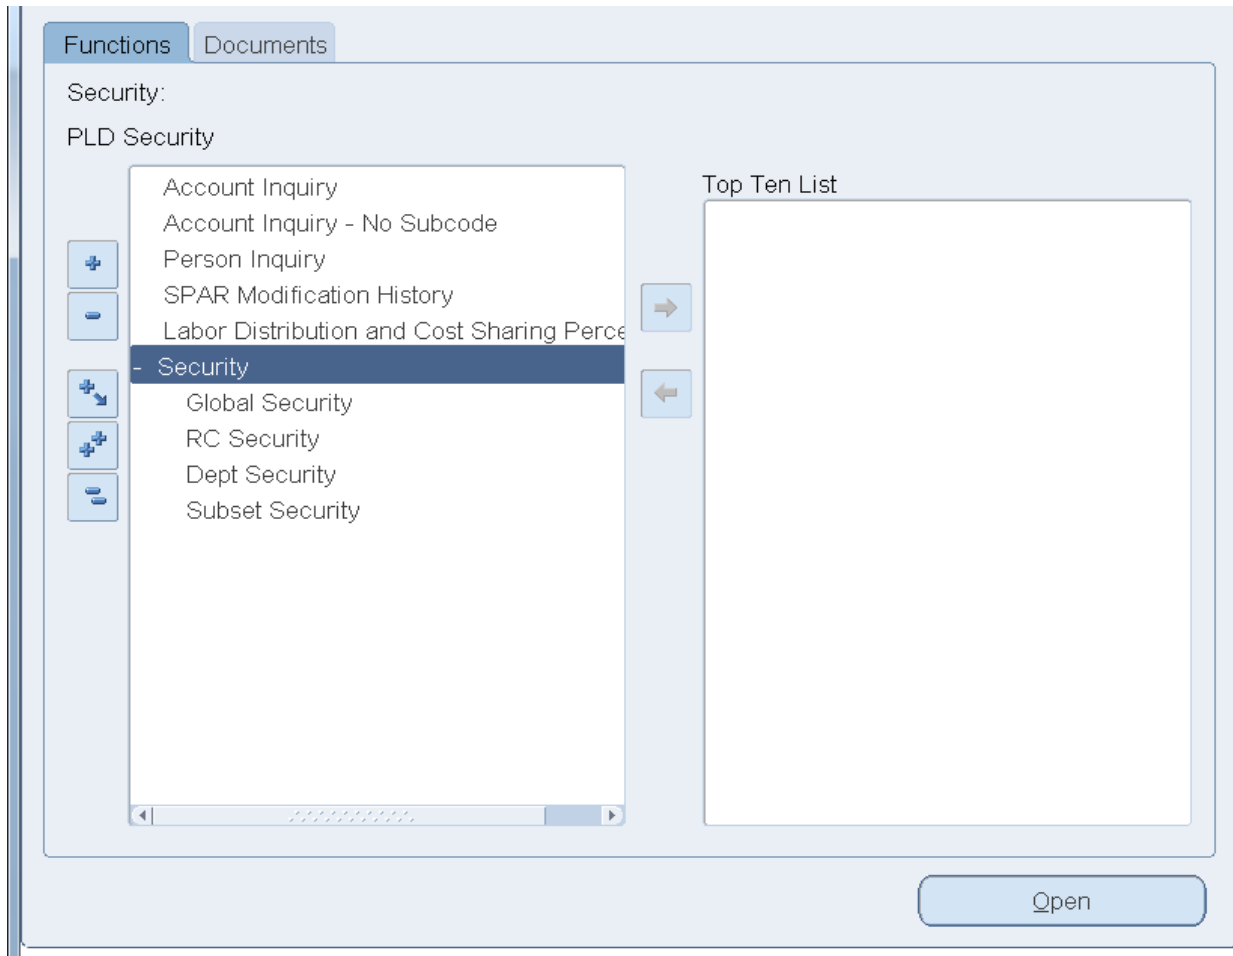 Functions
Documents
Security:
PLD Security
Account Inquiry
Account Inquiry - No Subcode
Person Inquiry
SPAR Modification History
Labor Distribution and Cost Sharing Perce
- Security
Global Security
RC Security
Dept Security
Subset Security
Top Ten List
Open